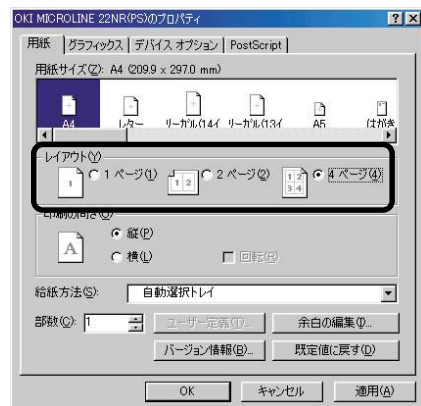 OKI MICROLINE 22NR(PS)のプロパティ
用紙 グラフィックス デバイス オプション PostScript
用紙サイズ(Z): A4 (209.9 x 297.0 mm)
A4 レター リーガル(14イ リーガル(13イ A5 はがき
レイアウト(Y)
1 1 ページ(1) 1 2 2 ページ(2) 1 2 3 4 4 ページ(4)
印刷の向き(O)
A 縦(P)
横(L) 回転(R)
給紙方法(S): 自動選択トレイ
部数(C): 1 ユーザー定義(T)... 余白の編集(I)...
バージョン情報(B)... 既定値に戻す(D)
OK キャンセル 適用(A)